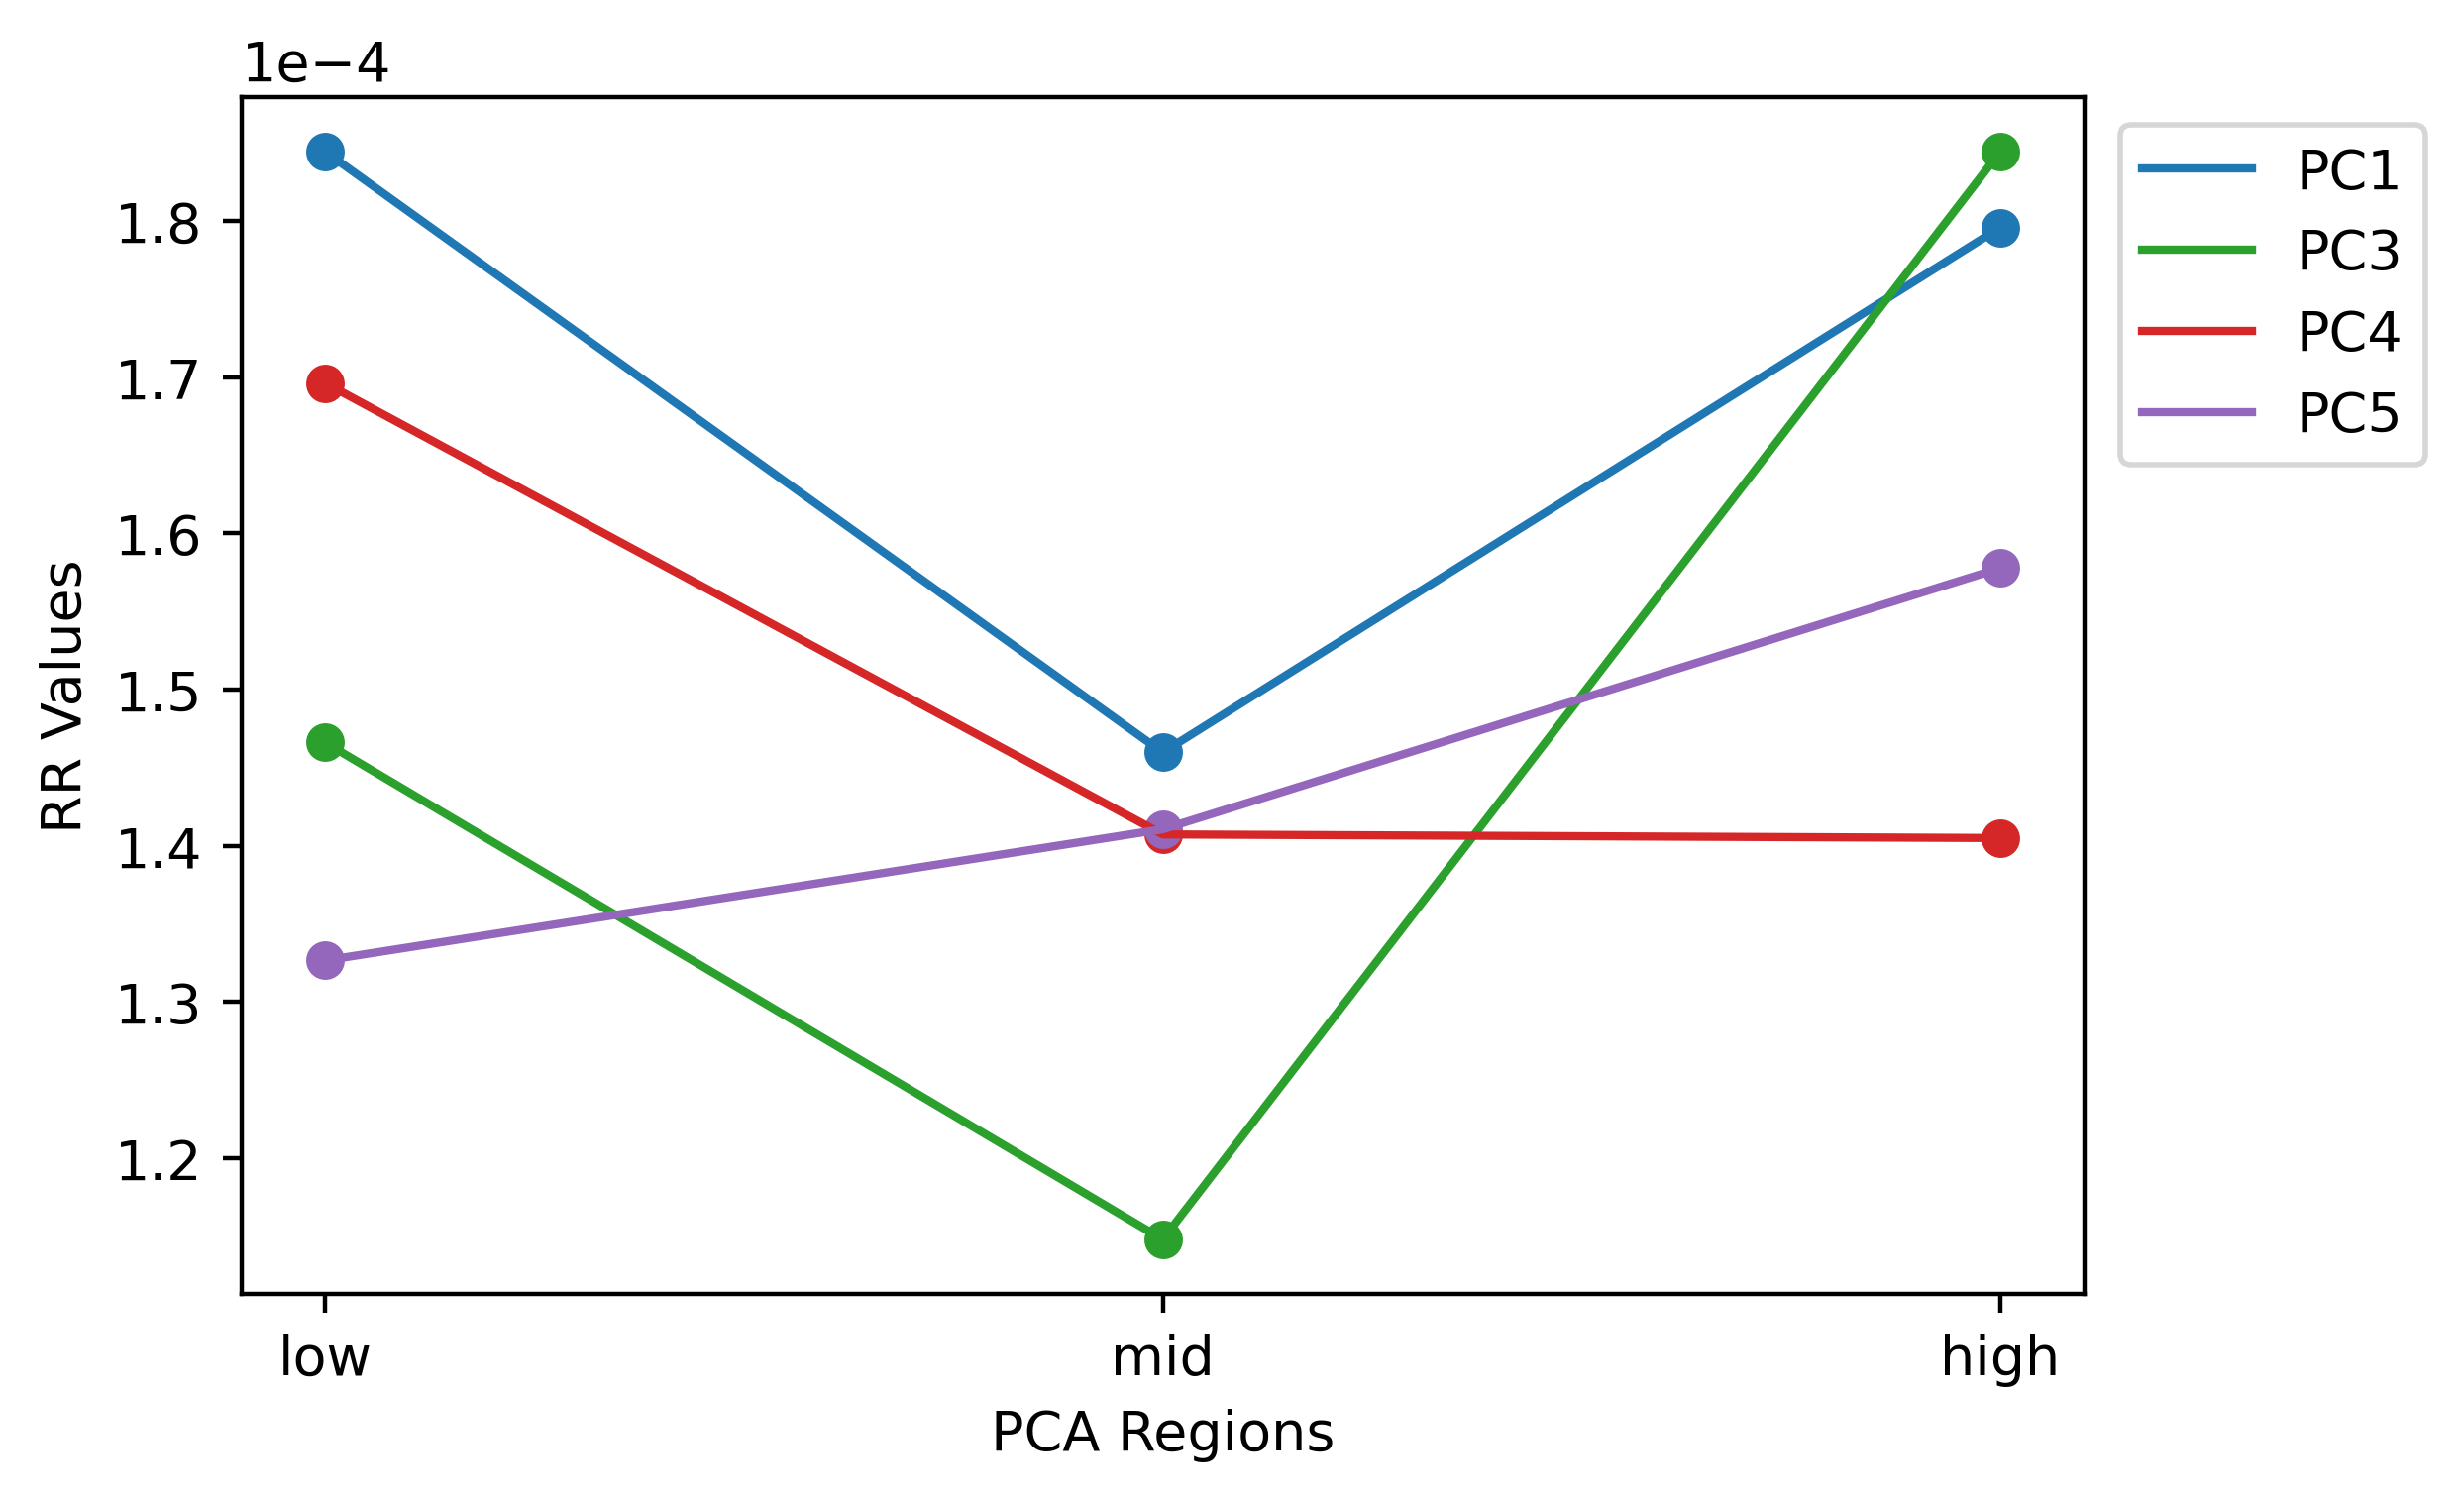 1e−4
1.8
1.7
1.6
1.5
1.4
1.3
1.2
RR Values
low
mid
high
PCA Regions
PC1
PC3
PC4
PC5